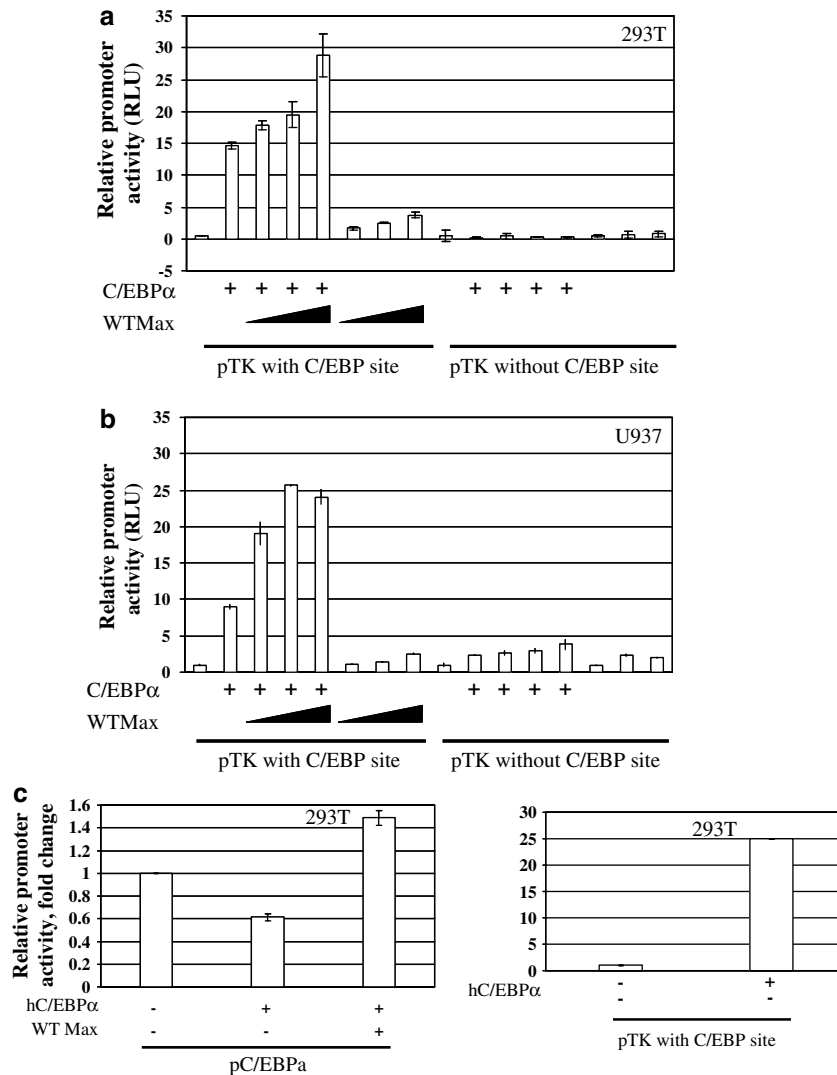 a
293T
Relative promoter
activity (RLU)
35
30
25
20
15
10
5
0
-5
C/EBPα + + + + + + + +
WTMax
pTK with C/EBP site
pTK without C/EBP site
b
U937
Relative promoter
activity (RLU)
35
30
25
20
15
10
5
0
C/EBPα + + + + + + + +
WTMax
pTK with C/EBP site
pTK without C/EBP site
c
293T
Relative promoter
activity, fold change
1.6
1.4
1.2
1
0.8
0.6
0.4
0.2
0
hC/EBPα - + +
WT Max - - +
pC/EBPa
293T
30
25
20
15
10
5
0
hC/EBPα - +
- -
pTK with C/EBP site